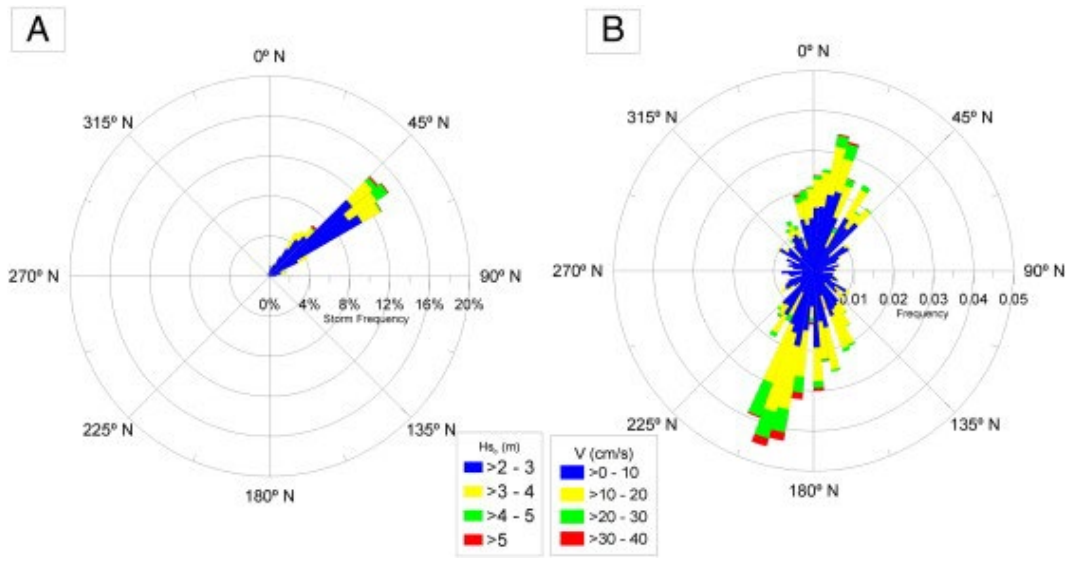 A
B
0º N
0º N
315º N
45º N
315º N
45º N
270º N
90º N
270º N
90º N
0% 4% 8% 12% 16% 20%
Storm Frequency
0.01 0.02 0.03 0.04 0.05
Frequency
225º N
135º N
225º N
135º N
180º N
180º N
Hs₀ (m)
>2 - 3
>3 - 4
>4 - 5
>5
V (cm/s)
>0 - 10
>10 - 20
>20 - 30
>30 - 40